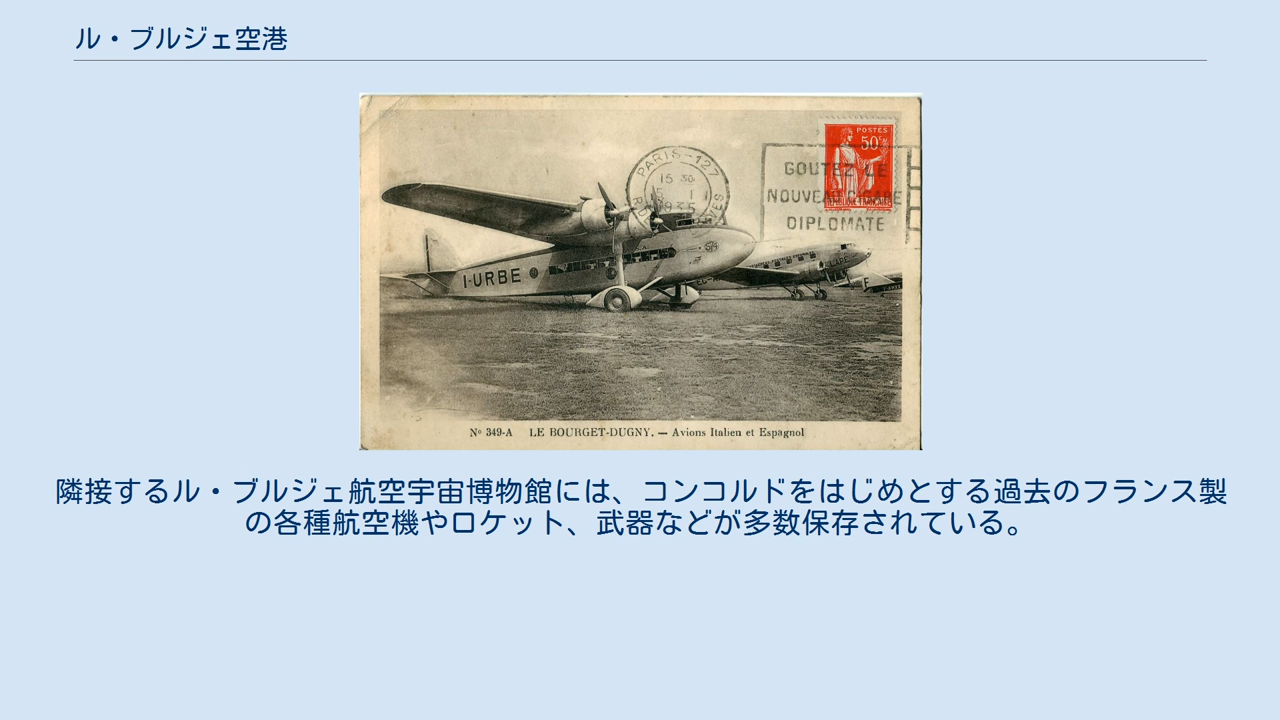 ル・ブルジェ空港
POSTES
50c
PARIS-127
15 30
GOUTEZ LE
NOUVEAU CIGARE
DIPLOMATE
I-URBE
Nº 349-A LE BOURGET-DUGNY. — Avions Italien et Espagnol
隣接するル・ブルジェ航空宇宙博物館には、コンコルドをはじめとする過去のフランス製
の各種航空機やロケット、武器などが多数保存されている。